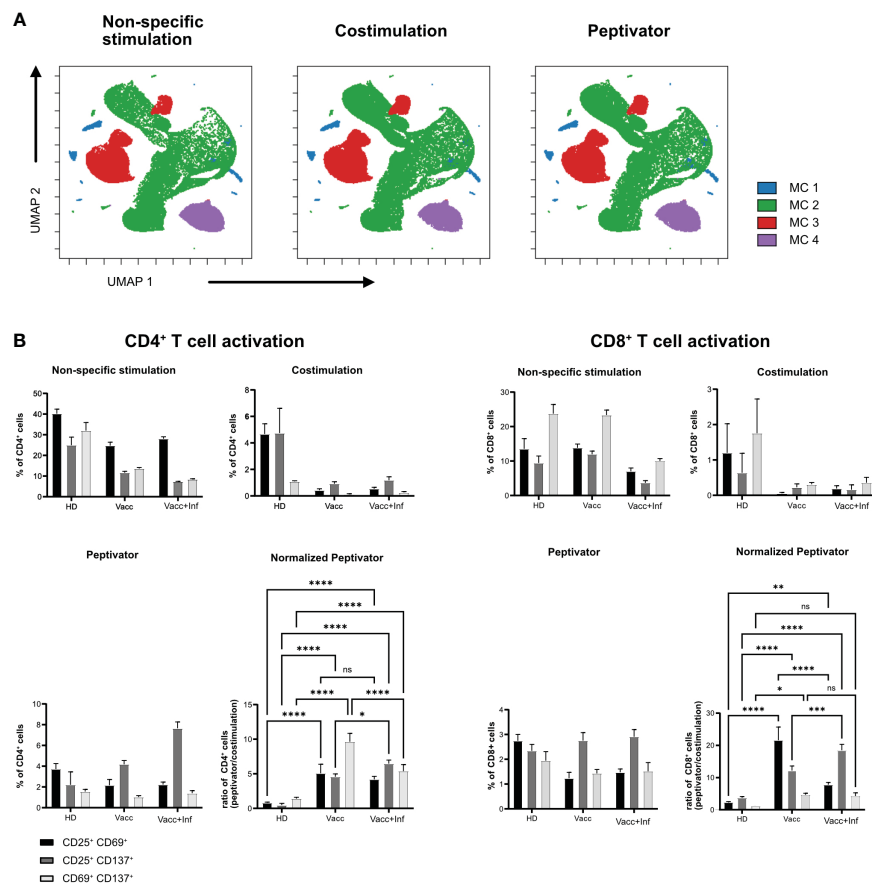 A
Non-specific
stimulation
Costimulation
Peptivator
UMAP 2
UMAP 1
MC 1
MC 2
MC 3
MC 4
B
CD4⁺ T cell activation
CD8⁺ T cell activation
Non-specific stimulation
% of CD4⁺ cells
50
40
30
20
10
0
HD
Vacc
Vacc+Inf
Costimulation
% of CD4⁺ cells
8
6
4
2
0
HD
Vacc
Vacc+Inf
Non-specific stimulation
% of CD8⁺ cells
30
20
10
0
HD
Vacc
Vacc+Inf
Costimulation
% of CD8⁺ cells
3
2
1
0
HD
Vacc
Vacc+Inf
Peptivator
% of CD4⁺ cells
10
8
6
4
2
0
HD
Vacc
Vacc+Inf
Normalized Peptivator
****
****
****
****
ns
****
****
****
*
ratio of CD4⁺ cells
(peptivator/costimulation)
15
10
5
0
HD
Vacc
Vacc+Inf
Peptivator
% of CD8+ cells
4
3
2
1
0
HD
Vacc
Vacc+Inf
Normalized Peptivator
**
ns
****
****
****
*
ns
****
***
ratio of CD8⁺ cells
(peptivator/costimulation)
30
20
10
0
HD
Vacc
Vacc+Inf
CD25⁺ CD69⁺
CD25⁺ CD137⁺
CD69⁺ CD137⁺